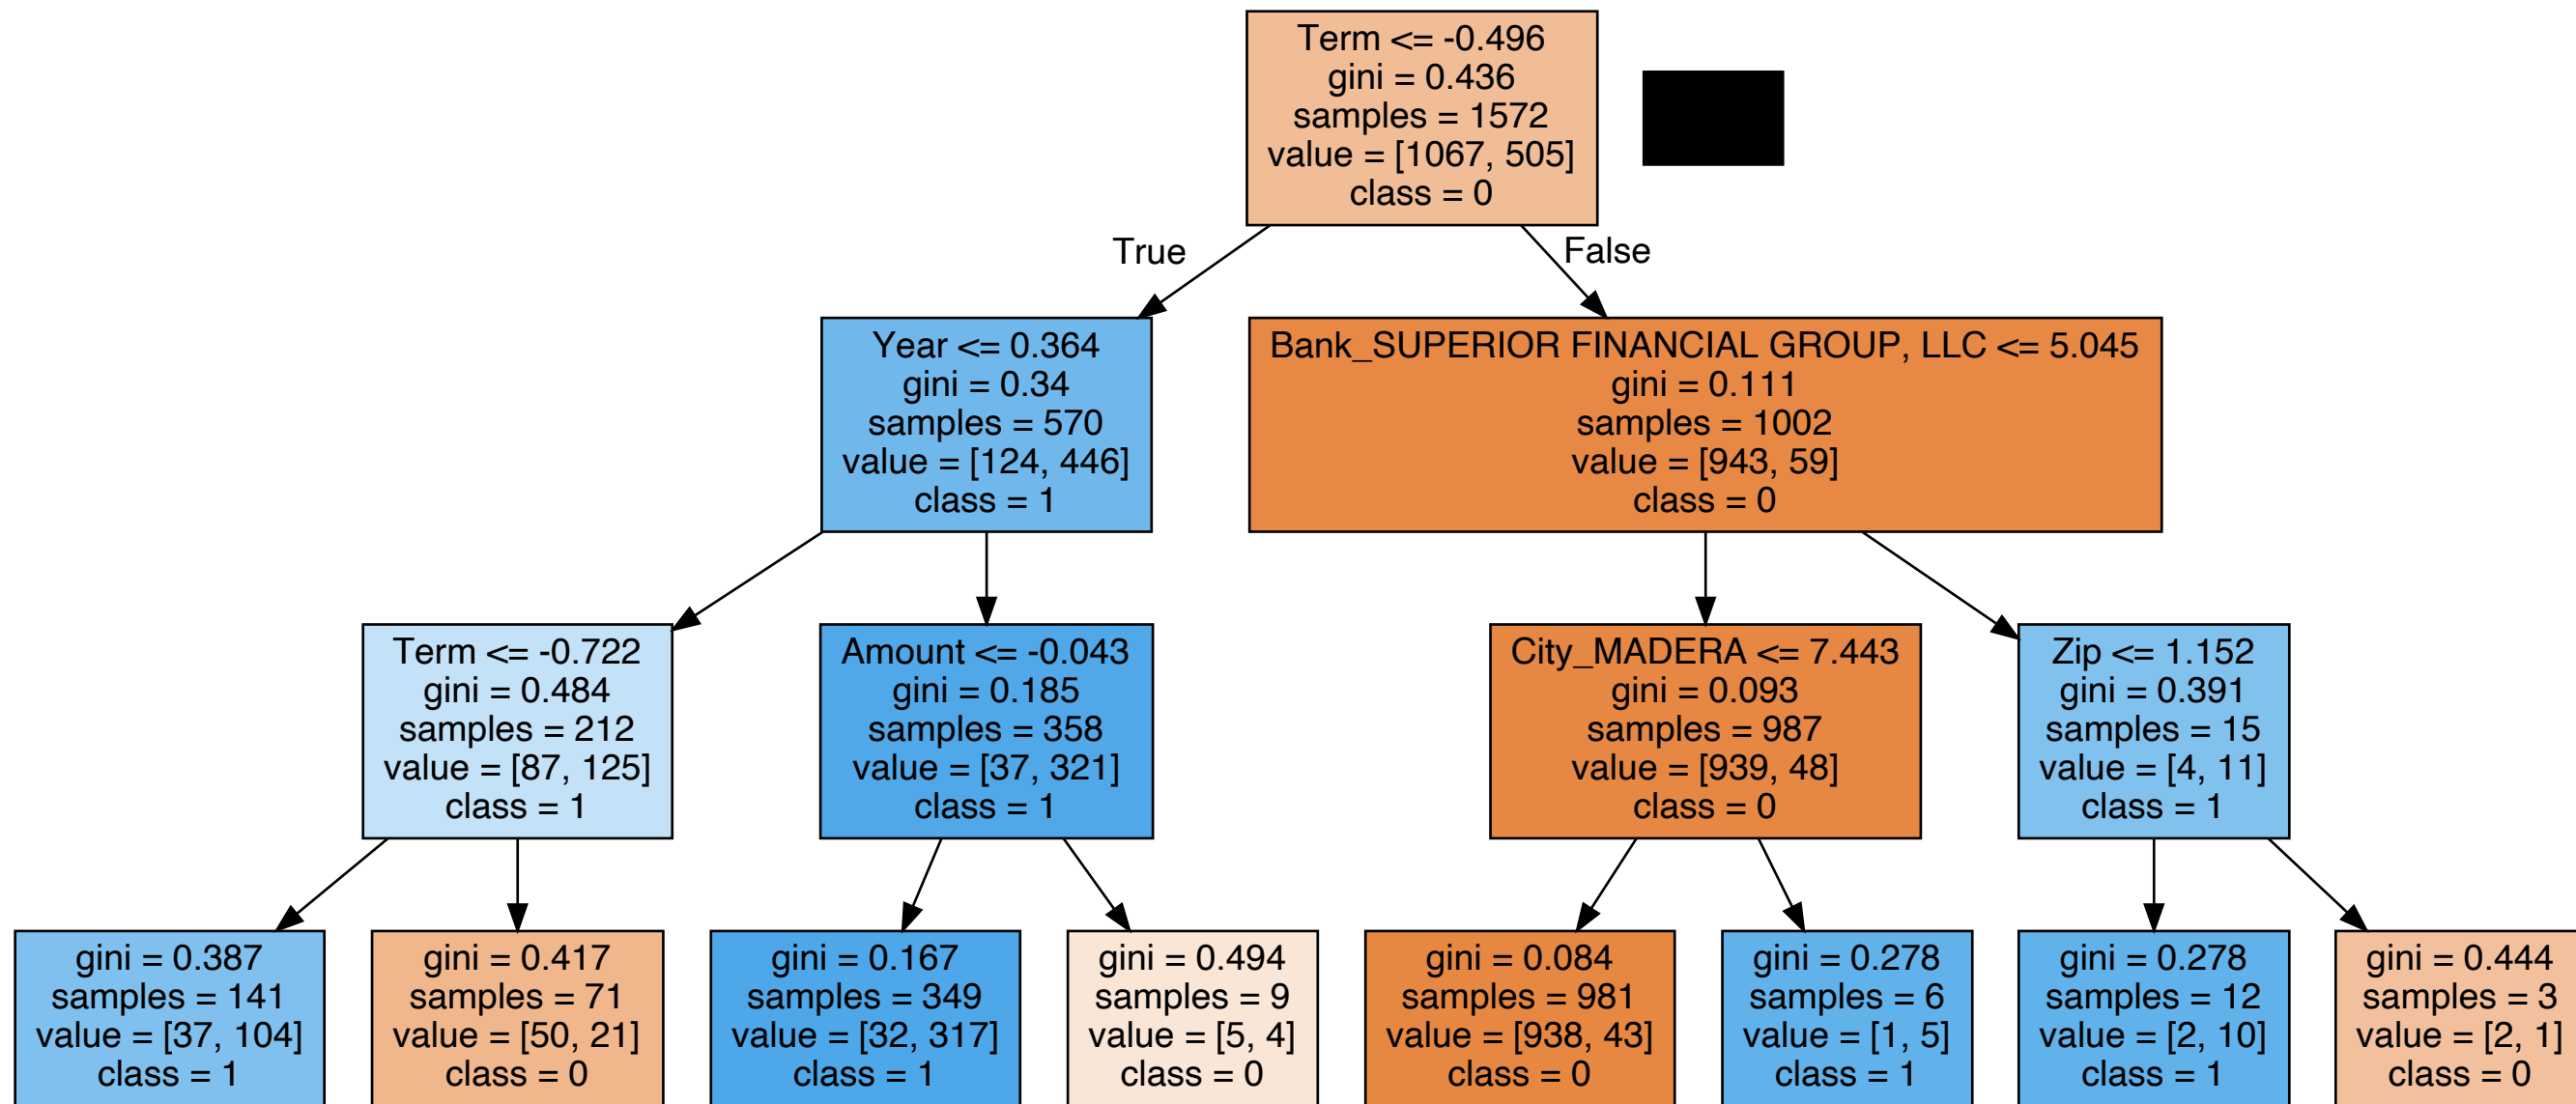 Term <= -0.496
gini = 0.436
samples = 1572
value = [1067, 505]
class = 0
True
False
Year <= 0.364
gini = 0.34
samples = 570
value = [124, 446]
class = 1
Bank_SUPERIOR FINANCIAL GROUP, LLC <= 5.045
gini = 0.111
samples = 1002
value = [943, 59]
class = 0
Term <= -0.722
gini = 0.484
samples = 212
value = [87, 125]
class = 1
Amount <= -0.043
gini = 0.185
samples = 358
value = [37, 321]
class = 1
City_MADERA <= 7.443
gini = 0.093
samples = 987
value = [939, 48]
class = 0
Zip <= 1.152
gini = 0.391
samples = 15
value = [4, 11]
class = 1
gini = 0.387
samples = 141
value = [37, 104]
class = 1
gini = 0.417
samples = 71
value = [50, 21]
class = 0
gini = 0.167
samples = 349
value = [32, 317]
class = 1
gini = 0.494
samples = 9
value = [5, 4]
class = 0
gini = 0.084
samples = 981
value = [938, 43]
class = 0
gini = 0.278
samples = 6
value = [1, 5]
class = 1
gini = 0.278
samples = 12
value = [2, 10]
class = 1
gini = 0.444
samples = 3
value = [2, 1]
class = 0